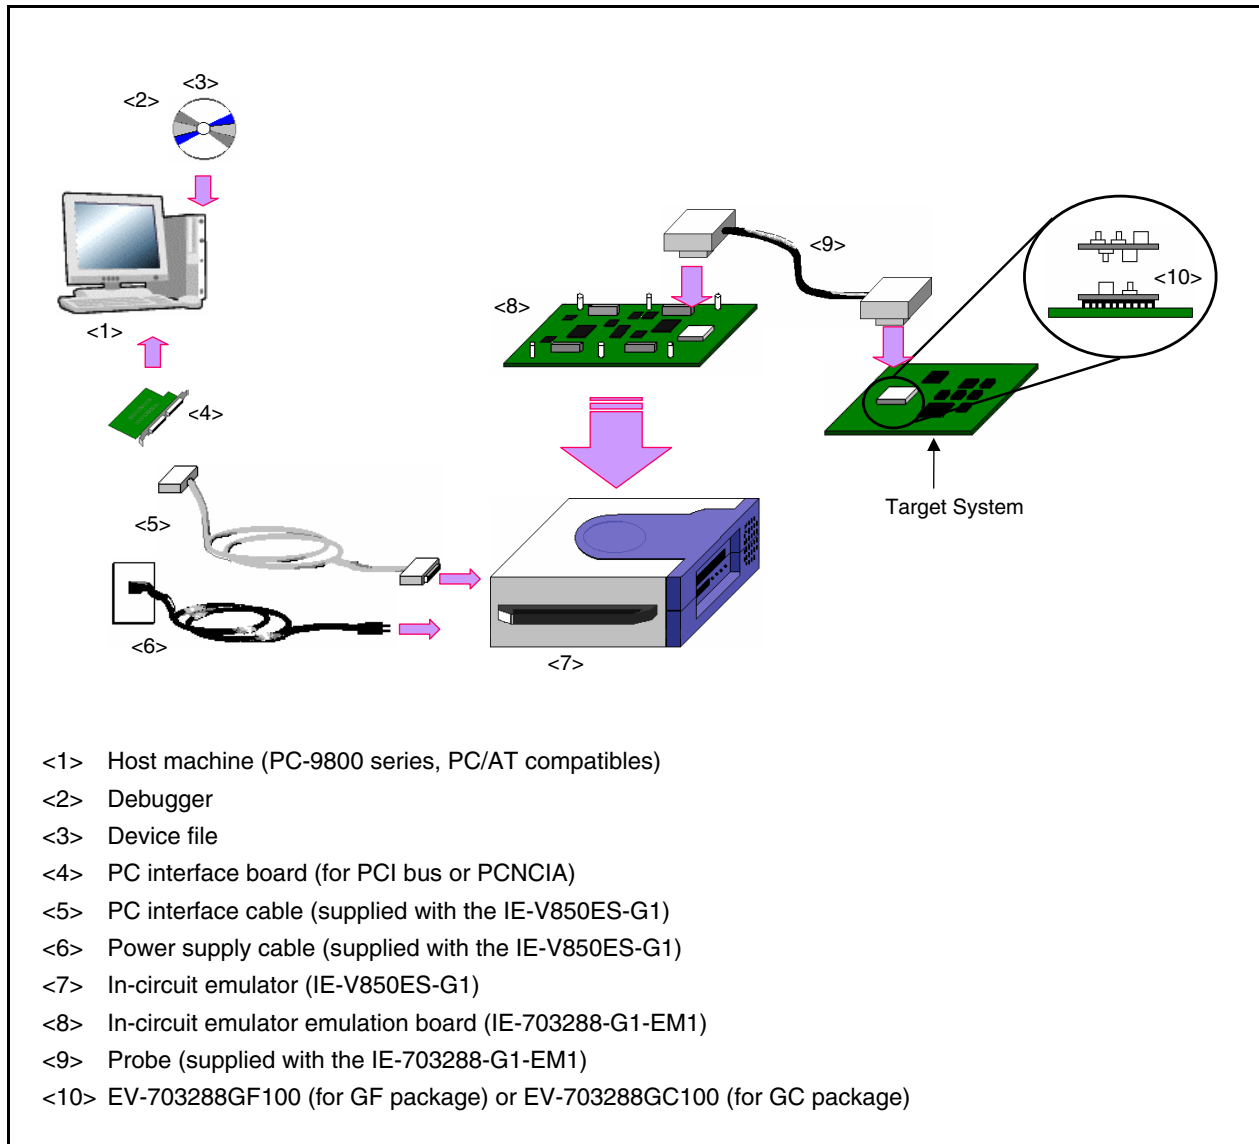 <3>
<2>
<1>
<4>
<5>
<6>
<7>
<8>
<9>
<10>
Target System
<1> Host machine (PC-9800 series, PC/AT compatibles)
<2> Debugger
<3> Device file
<4> PC interface board (for PCI bus or PCNCIA)
<5> PC interface cable (supplied with the IE-V850ES-G1)
<6> Power supply cable (supplied with the IE-V850ES-G1)
<7> In-circuit emulator (IE-V850ES-G1)
<8> In-circuit emulator emulation board (IE-703288-G1-EM1)
<9> Probe (supplied with the IE-703288-G1-EM1)
<10> EV-703288GF100 (for GF package) or EV-703288GC100 (for GC package)